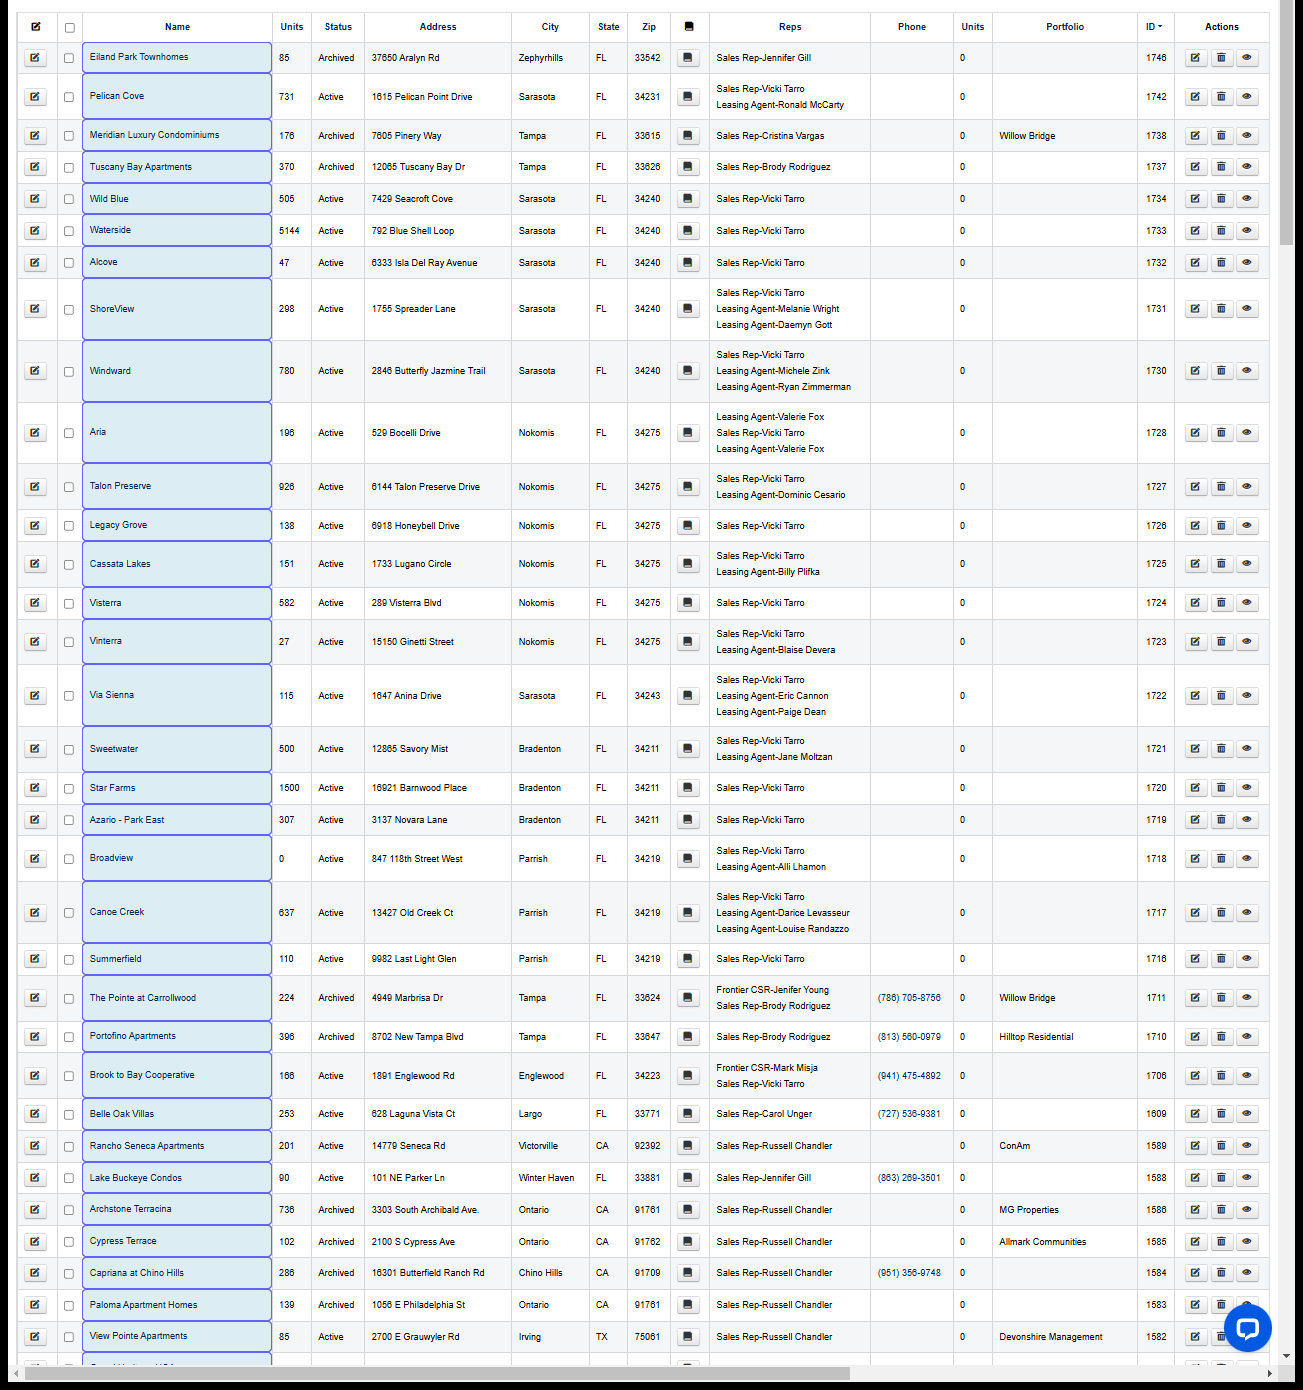 Name Units Status Address City State Zip Reps Phone Units Portfolio ID Actions
Eiland Park Townhomes 85 Archived 37650 Aralyn Rd Zephyrhills FL 33542 Sales Rep-Jennifer Gill 0 1746
Pelican Cove 731 Active 1615 Pelican Point Drive Sarasota FL 34231 Sales Rep-Vicki Tarro 0 1742
Leasing Agent-Ronald McCarty
Meridian Luxury Condominiums 176 Archived 7605 Pinery Way Tampa FL 33615 Sales Rep-Cristina Vargas 0 Willow Bridge 1738
Tuscany Bay Apartments 370 Archived 12065 Tuscany Bay Dr Tampa FL 33626 Sales Rep-Brody Rodriguez 0 1737
Wild Blue 505 Active 7429 Seacroft Cove Sarasota FL 34240 Sales Rep-Vicki Tarro 0 1734
Waterside 5144 Active 792 Blue Shell Loop Sarasota FL 34240 Sales Rep-Vicki Tarro 0 1733
Alcove 47 Active 6333 Isla Del Ray Avenue Sarasota FL 34240 Sales Rep-Vicki Tarro 0 1732
Sales Rep-Vicki Tarro
ShoreView 298 Active 1755 Spreader Lane Sarasota FL 34240 Leasing Agent-Melanie Wright 0 1731
Leasing Agent-Daemyn Gott
Sales Rep-Vicki Tarro
Windward 780 Active 2846 Butterfly Jazmine Trail Sarasota FL 34240 Leasing Agent-Michele Zink 0 1730
Leasing Agent-Ryan Zimmerman
Leasing Agent-Valerie Fox
Aria 196 Active 529 Bocelli Drive Nokomis FL 34275 Sales Rep-Vicki Tarro 0 1728
Leasing Agent-Valerie Fox
Talon Preserve 926 Active 6144 Talon Preserve Drive Nokomis FL 34275 Sales Rep-Vicki Tarro 0 1727
Leasing Agent-Dominic Cesario
Legacy Grove 138 Active 6918 Honeybell Drive Nokomis FL 34275 Sales Rep-Vicki Tarro 0 1726
Cassata Lakes 151 Active 1733 Lugano Circle Nokomis FL 34275 Sales Rep-Vicki Tarro 0 1725
Leasing Agent-Billy Plifka
Visterra 582 Active 289 Visterra Blvd Nokomis FL 34275 Sales Rep-Vicki Tarro 0 1724
Vinterra 27 Active 15150 Ginetti Street Nokomis FL 34275 Sales Rep-Vicki Tarro 0 1723
Leasing Agent-Blaise Devera
Sales Rep-Vicki Tarro
Via Sienna 115 Active 1647 Anina Drive Sarasota FL 34243 Leasing Agent-Eric Cannon 0 1722
Leasing Agent-Paige Dean
Sweetwater 500 Active 12865 Savory Mist Bradenton FL 34211 Sales Rep-Vicki Tarro 0 1721
Leasing Agent-Jane Moltzan
Star Farms 1500 Active 16921 Barnwood Place Bradenton FL 34211 Sales Rep-Vicki Tarro 0 1720
Azario - Park East 307 Active 3137 Novara Lane Bradenton FL 34211 Sales Rep-Vicki Tarro 0 1719
Broadview 0 Active 847 118th Street West Parrish FL 34219 Sales Rep-Vicki Tarro 0 1718
Leasing Agent-Alli Lhamon
Sales Rep-Vicki Tarro
Canoe Creek 637 Active 13427 Old Creek Ct Parrish FL 34219 Leasing Agent-Darice Levasseur 0 1717
Leasing Agent-Louise Randazzo
Summerfield 110 Active 9982 Last Light Glen Parrish FL 34219 Sales Rep-Vicki Tarro 0 1716
The Pointe at Carrollwood 224 Archived 4949 Marbrisa Dr Tampa FL 33624 Frontier CSR-Jenifer Young (786) 705-8756 0 Willow Bridge 1711
Sales Rep-Brody Rodriguez
Portofino Apartments 396 Archived 8702 New Tampa Blvd Tampa FL 33647 Sales Rep-Brody Rodriguez (813) 560-0979 0 Hilltop Residential 1710
Brook to Bay Cooperative 166 Active 1891 Englewood Rd Englewood FL 34223 Frontier CSR-Mark Misja (941) 475-4892 0 1706
Sales Rep-Vicki Tarro
Belle Oak Villas 253 Active 628 Laguna Vista Ct Largo FL 33771 Sales Rep-Carol Unger (727) 536-9381 0 1609
Rancho Seneca Apartments 201 Active 14779 Seneca Rd Victorville CA 92392 Sales Rep-Russell Chandler 0 ConAm 1589
Lake Buckeye Condos 90 Active 101 NE Parker Ln Winter Haven FL 33881 Sales Rep-Jennifer Gill (863) 269-3501 0 1588
Archstone Terracina 736 Archived 3303 South Archibald Ave. Ontario CA 91761 Sales Rep-Russell Chandler 0 MG Properties 1586
Cypress Terrace 102 Archived 2100 S Cypress Ave Ontario CA 91762 Sales Rep-Russell Chandler 0 Allmark Communities 1585
Capriana at Chino Hills 286 Archived 16301 Butterfield Ranch Rd Chino Hills CA 91709 Sales Rep-Russell Chandler (951) 356-9748 0 1584
Paloma Apartment Homes 139 Archived 1056 E Philadelphia St Ontario CA 91761 Sales Rep-Russell Chandler 0 1583
View Pointe Apartments 85 Active 2700 E Grauwyler Rd Irving TX 75061 Sales Rep-Russell Chandler 0 Devonshire Management 1582